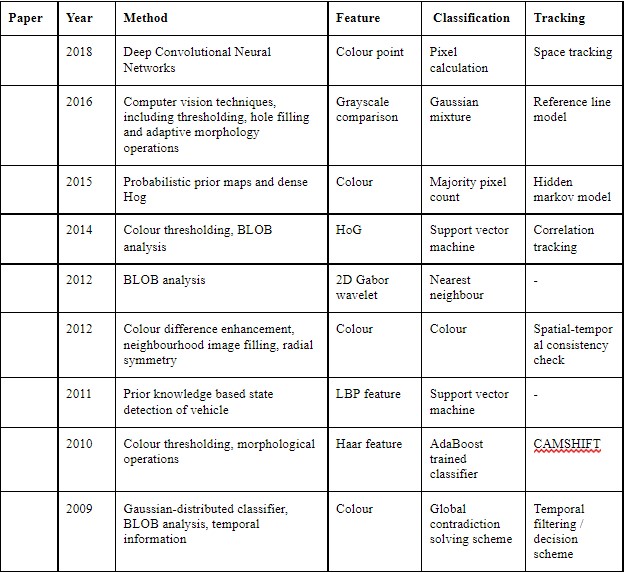 Paper Year Method Feature Classification Tracking
2018 Deep Convolutional Neural Colour point Pixel Space tracking
Networks calculation
2016 Computer vision techniques, Grayscale Gaussian Reference line
including thresholding, hole filling comparison mixture model
and adaptive morphology
operations
2015 Probabilistic prior maps and dense Colour Majority pixel Hidden
Hog count markov model
2014 Colour thresholding, BLOB HoG Support vector Correlation
analysis machine tracking
2012 BLOB analysis 2D Gabor Nearest -
wavelet neighbour
2012 Colour difference enhancement, Colour Colour Spatial-tempor
neighbourhood image filling, radial al consistency
symmetry check
2011 Prior knowledge based state LBP feature Support vector -
detection of vehicle machine
2010 Colour thresholding, morphological Haar feature AdaBoost CAMSHIFT
operations trained
classifier
2009 Gaussian-distributed classifier, Colour Global Temporal
BLOB analysis, temporal contradiction filtering /
information solving scheme decision
scheme